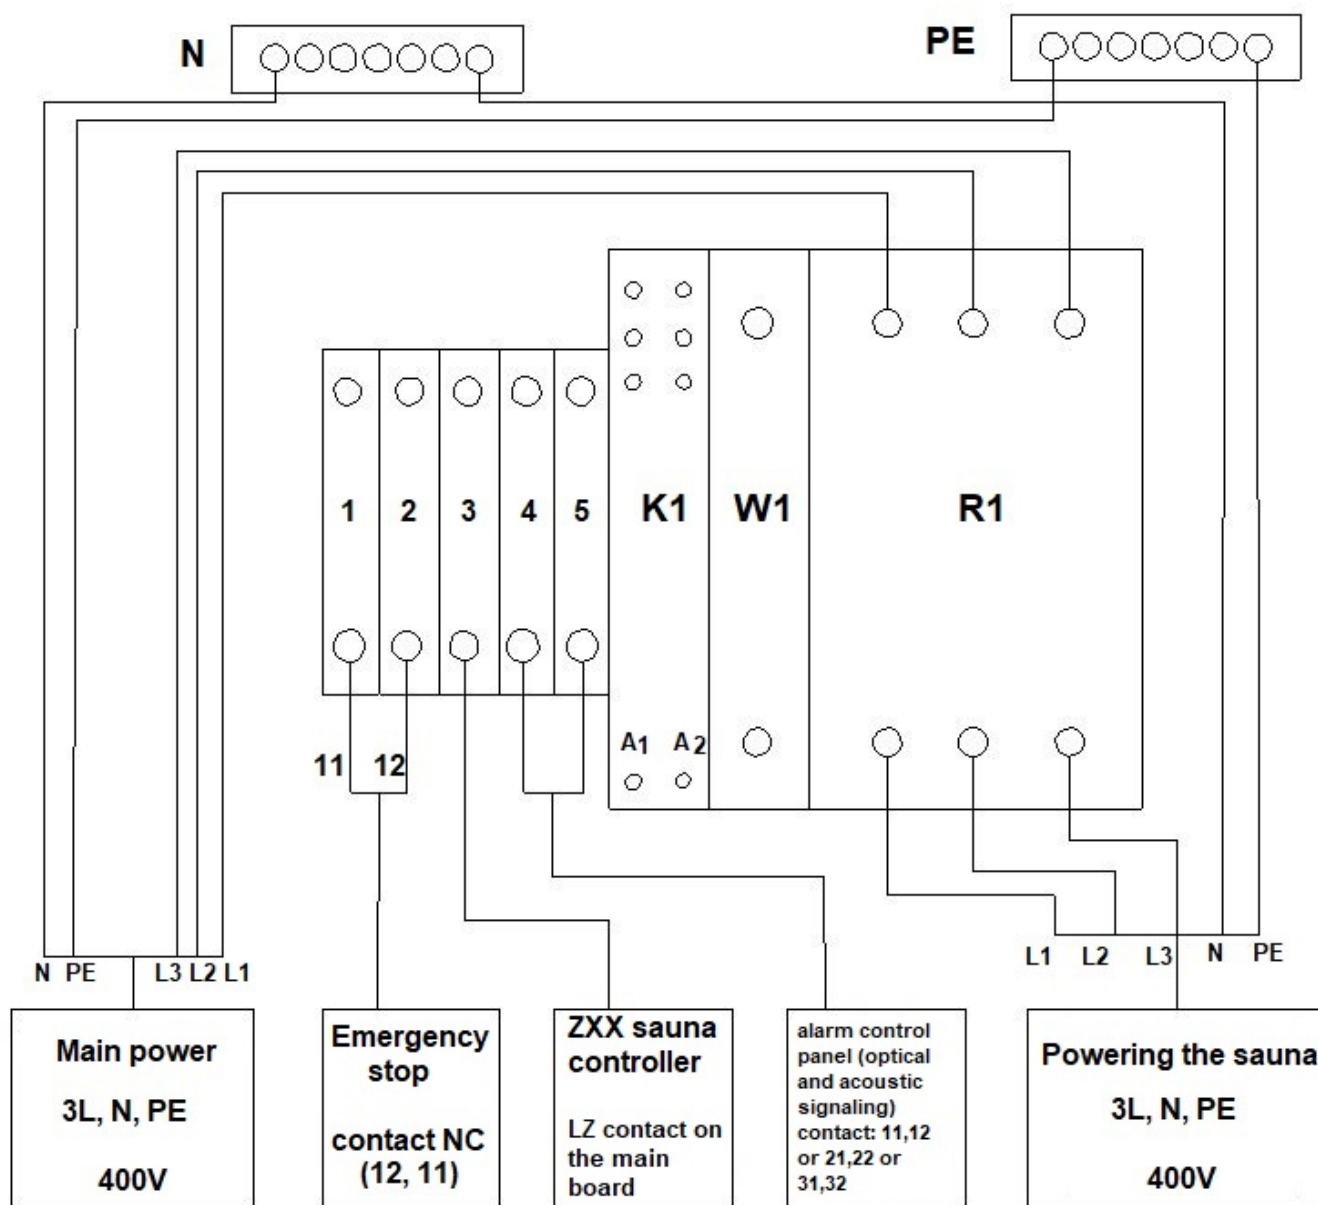 N
PE
1
2
3
4
5
K1
W1
R1
A1
A2
11
12
N PE L3 L2 L1
L1 L2 L3 N PE
Main power
3L, N, PE
400V
Emergency
stop
contact NC
(12, 11)
ZXX sauna
controller
LZ contact on
the main
board
alarm control
panel (optical
and acoustic
signaling)
contact: 11,12
or 21,22 or
31,32
Powering the sauna
3L, N, PE
400V